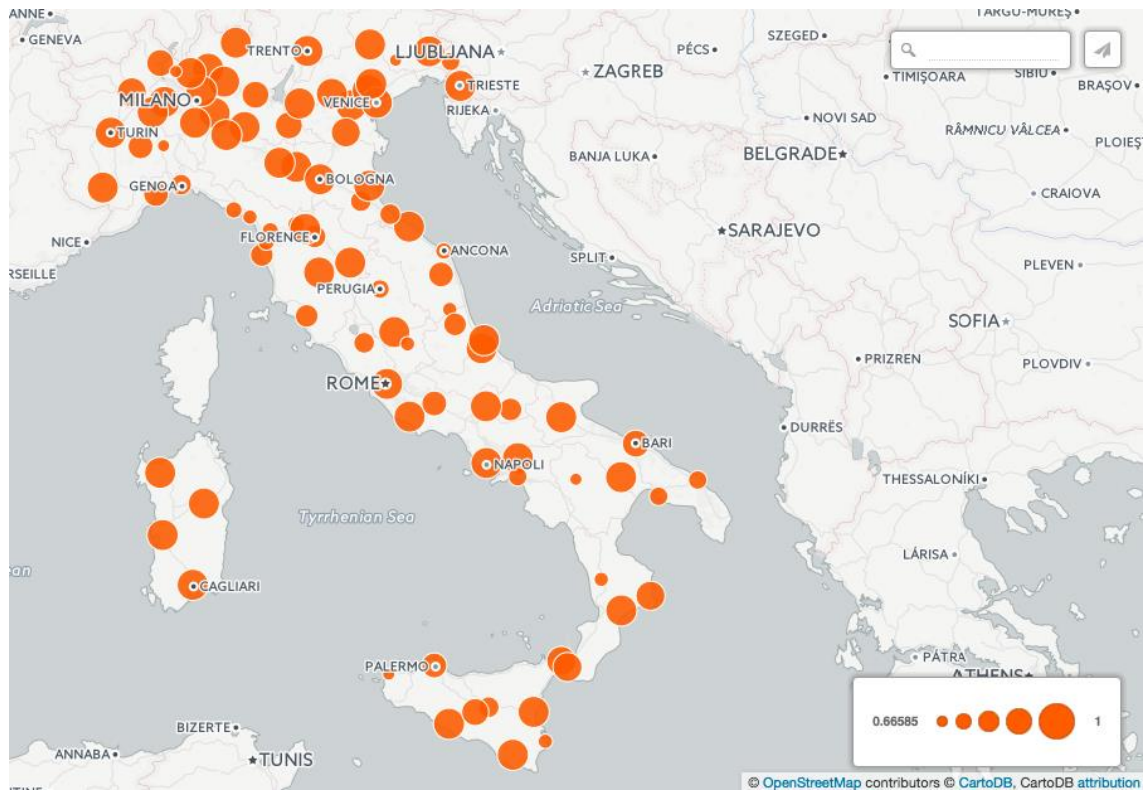 ANNE
GENEVA
TÂRGU-MUREȘ
SZEGED
PÉCS
TRENTO
LJUBLJANA
ZAGREB
TIMIȘOARA
SIBIU
BRAȘOV
MILANO
VENICE
TRIESTE
RIJEKA
NOVI SAD
RÂMNICU VÂLCEA
PLOIEȘ
TURIN
BANJA LUKA
BELGRADE
GENOA
BOLOGNA
CRAIOVA
NICE
FLORENCE
ANCONA
SPLIT
SARAJEVO
RSEILLE
PLEVEN
PERUGIA
Adriatic Sea
SOFIA
PRIZREN
PLOVDIV
ROME
DURRËS
BARI
NAPOLI
THESSALONÍKI
Tyrrhenian Sea
LÁRISA
ean
CAGLIARI
PALERMO
PÁTRA
ATHENS
BIZERTE
0.66585 1
ANNABA
TUNIS
© OpenStreetMap contributors © CartoDB, CartoDB attribution